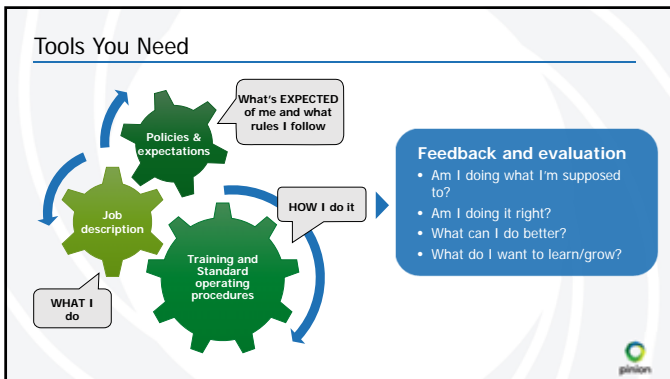 Tools You Need
What's EXPECTED
of me and what
rules I follow
Policies &
expectations
Job
description
HOW I do it
Training and
Standard
operating
procedures
WHAT I
do
Feedback and evaluation
• Am I doing what I'm supposed
to?
• Am I doing it right?
• What can I do better?
• What do I want to learn/grow?
pinion